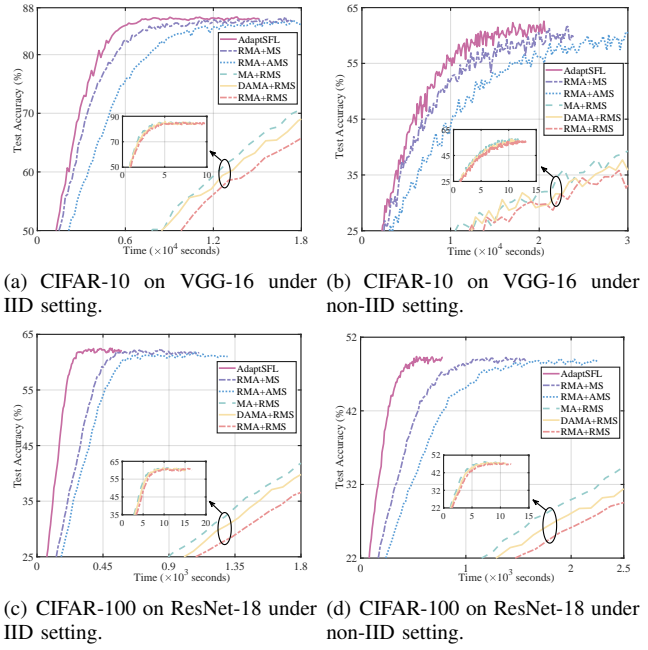 88
80
70
60
50
Test Accuracy (%)
AdaptSFL
RMA+MS
RMA+AMS
MA+RMS
DAMA+RMS
RMA+RMS
90
70
50
0 5 10
0 0.6 1.2 1.8
Time (×10⁴ seconds)
65
55
45
35
25
Test Accuracy (%)
AdaptSFL
RMA+MS
RMA+AMS
MA+RMS
DAMA+RMS
RMA+RMS
65
45
25
0 5 10 15
0 1 2 3
Time (×10⁴ seconds)
(a) CIFAR-10 on VGG-16 under IID setting.
(b) CIFAR-10 on VGG-16 under non-IID setting.
65
55
45
35
25
Test Accuracy (%)
AdaptSFL
RMA+MS
RMA+AMS
MA+RMS
DAMA+RMS
RMA+RMS
65
55
45
35
0 5 10 15 20
0 0.45 0.9 1.35 1.8
Time (×10³ seconds)
52
42
32
22
Test Accuracy (%)
AdaptSFL
RMA+MS
RMA+AMS
MA+RMS
DAMA+RMS
RMA+RMS
52
42
32
22
0 5 10 15
0 1 2 2.5
Time (×10³ seconds)
(c) CIFAR-100 on ResNet-18 under IID setting.
(d) CIFAR-100 on ResNet-18 under non-IID setting.